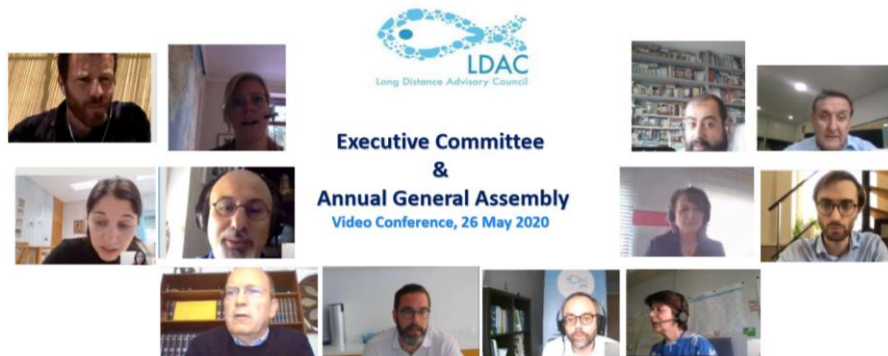 LDAC
Long Distance Advisory Council
Executive Committee
&
Annual General Assembly
Video Conference, 26 May 2020